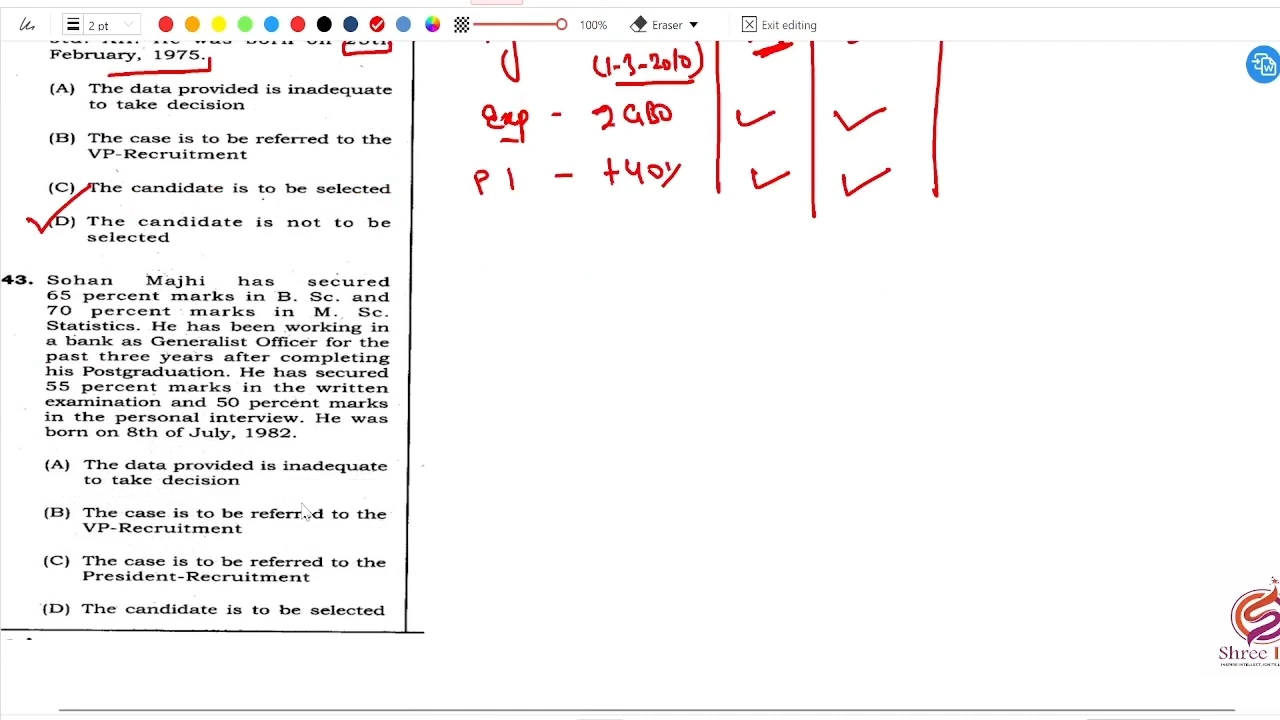 2 pt
100%
Eraser
Exit editing
February, 1975.
(A) The data provided is inadequate
to take decision
(B) The case is to be referred to the
VP-Recruitment
(C) The candidate is to be selected
(D) The candidate is not to be
selected
(1-3-2010)
Exp - 2 GBO
PI - +40%
43. Sohan Majhi has secured
65 percent marks in B. Sc. and
70 percent marks in M. Sc.
Statistics. He has been working in
a bank as Generalist Officer for the
past three years after completing
his Postgraduation. He has secured
55 percent marks in the written
examination and 50 percent marks
in the personal interview. He was
born on 8th of July, 1982.
(A) The data provided is inadequate
to take decision
(B) The case is to be referred to the
VP-Recruitment
(C) The case is to be referred to the
President-Recruitment
(D) The candidate is to be selected
Shree